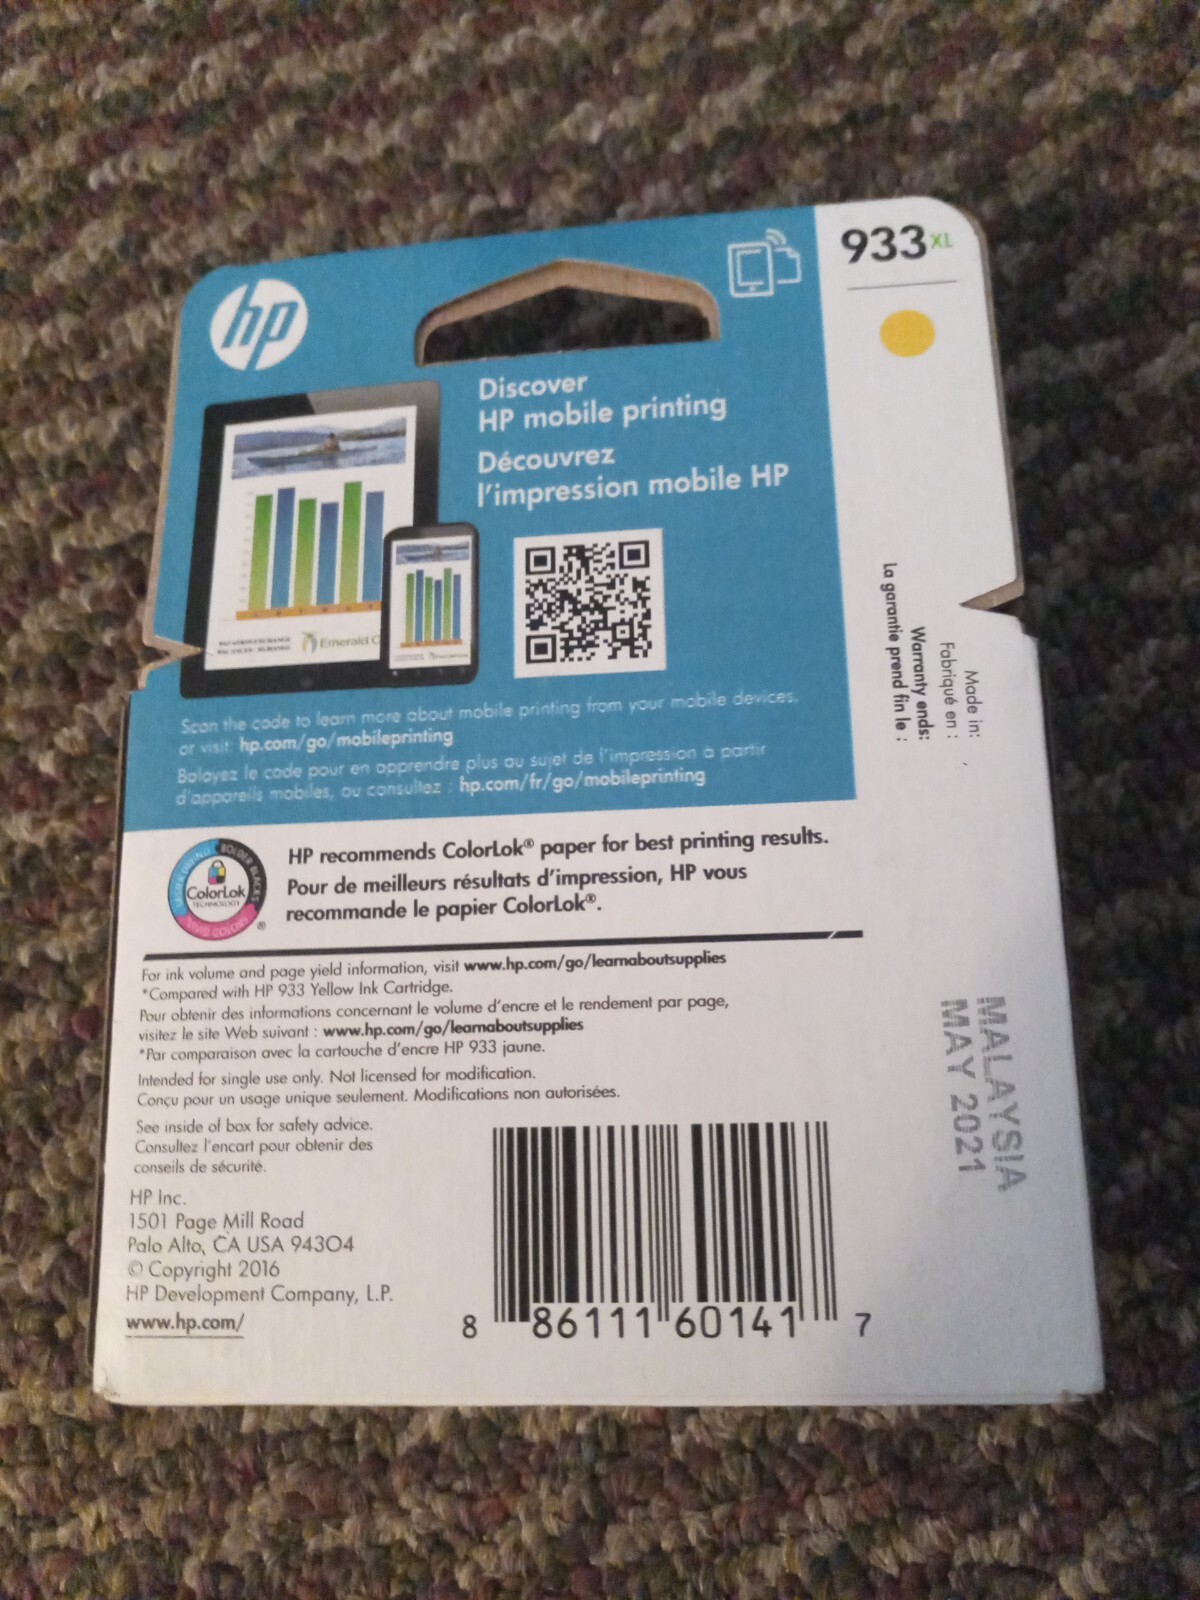 hp
933XL
Discover
HP mobile printing
Découvrez
l'impression mobile HP
Emerald
Scan the code to learn more about mobile printing from your mobile devices,
or visit: hp.com/go/mobileprinting
Balayez le code pour en apprendre plus au sujet de l'impression à partir
d'appareils mobiles, ou consultez : hp.com/fr/go/mobileprinting
Made in:
Fabriqué en :
Warranty ends:
La garantie prend fin le :
MALAYSIA
MAY 2021
BOLDER BLACKS
VIVID COLORS
ColorLok
TECHNOLOGY
®
HP recommends ColorLok® paper for best printing results.
Pour de meilleurs résultats d'impression, HP vous
recommande le papier ColorLok®.
For ink volume and page yield information, visit www.hp.com/go/learnaboutsupplies
*Compared with HP 933 Yellow Ink Cartridge.
Pour obtenir des informations concernant le volume d'encre et le rendement par page,
visitez le site Web suivant : www.hp.com/go/learnaboutsupplies
*Par comparaison avec la cartouche d'encre HP 933 jaune.
Intended for single use only. Not licensed for modification.
Conçu pour un usage unique seulement. Modifications non autorisées.
See inside of box for safety advice.
Consultez l'encart pour obtenir des
conseils de sécurité.
HP Inc.
1501 Page Mill Road
Palo Alto, CA USA 94304
© Copyright 2016
HP Development Company, L.P.
www.hp.com/
8 86111 60141 7